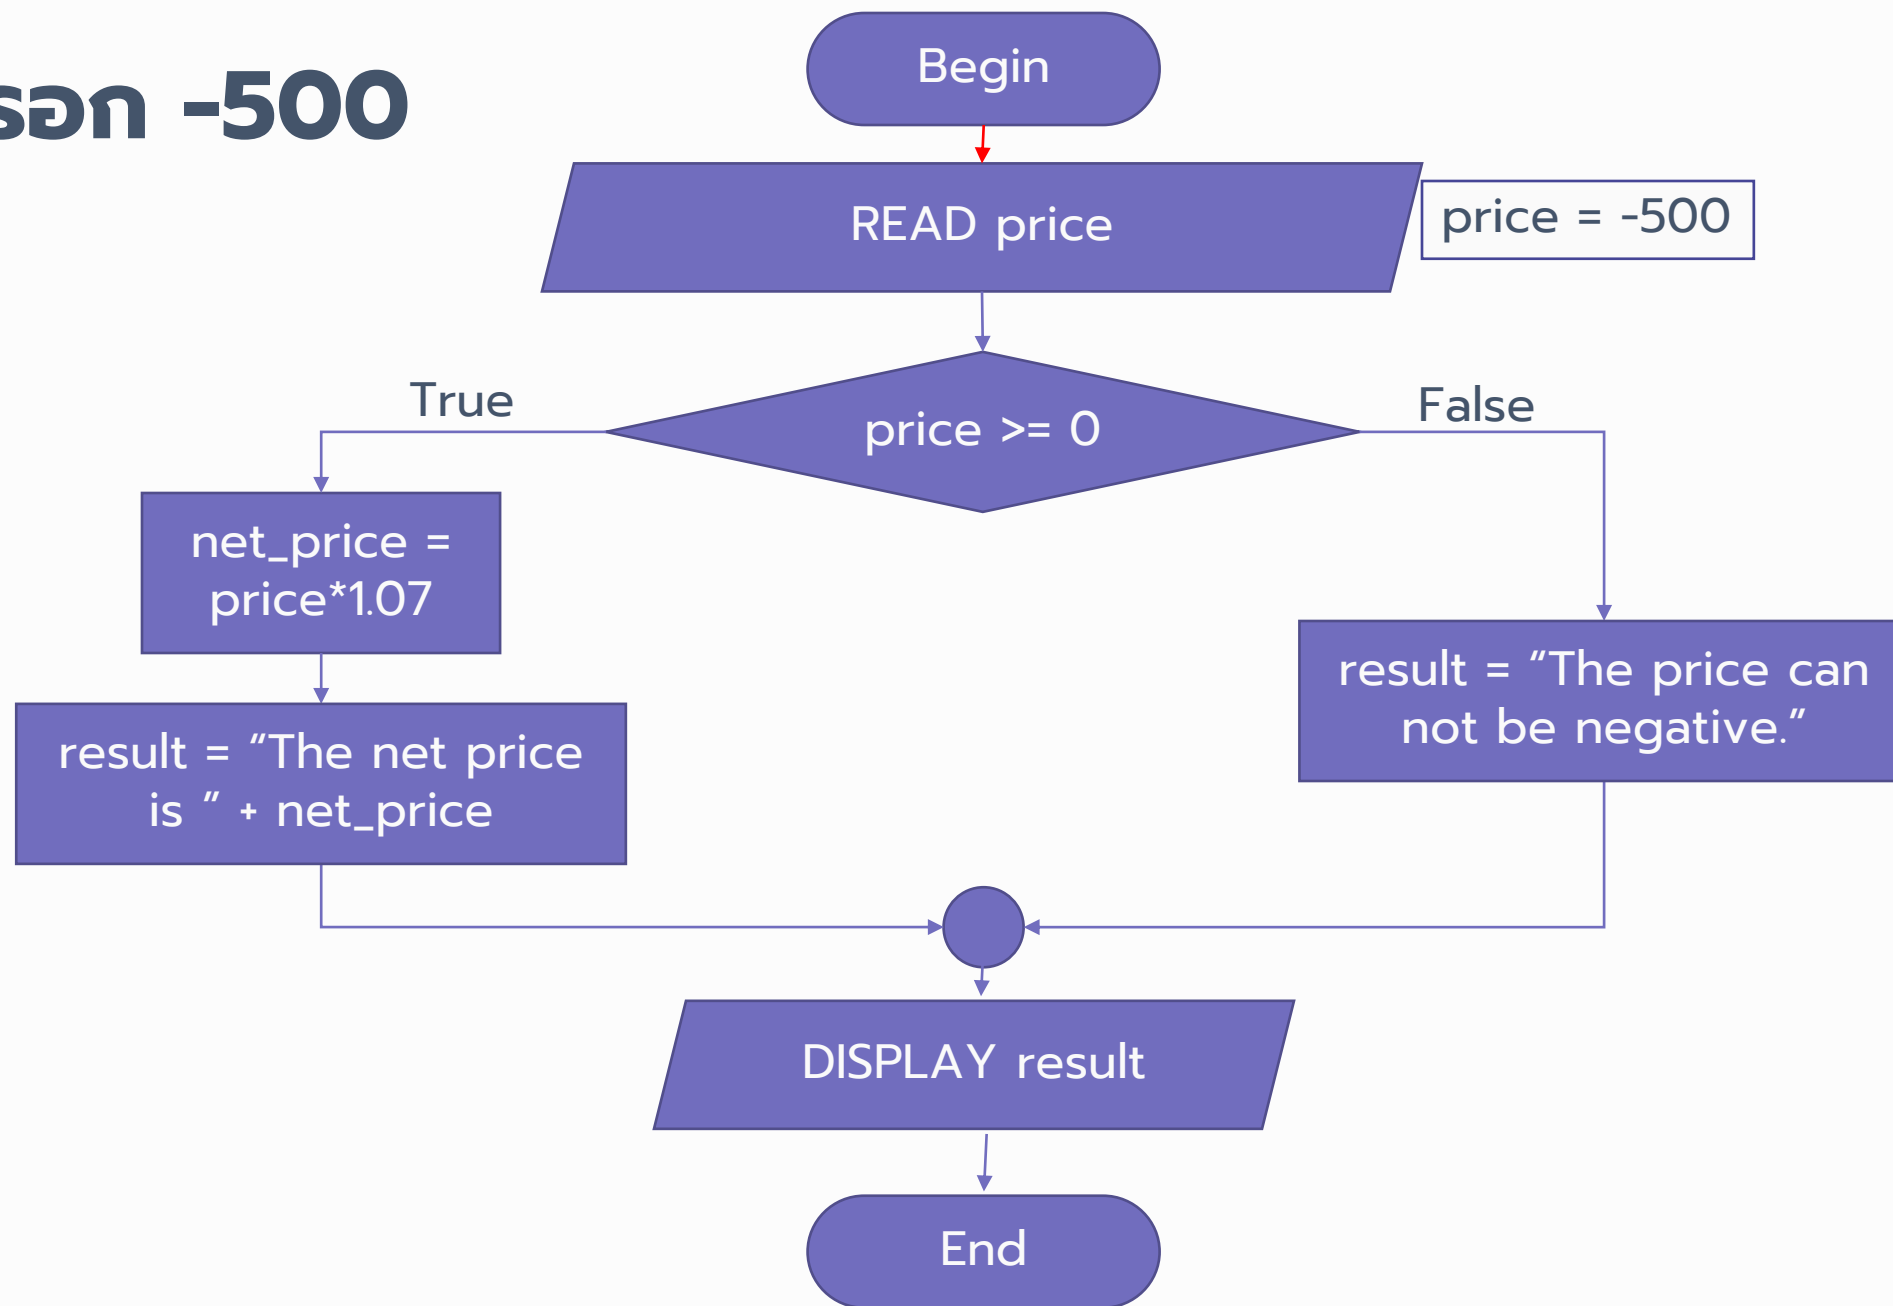 รอก -500
Begin
READ price
price = -500
True
price >= 0
False
net_price =
price*1.07
result = “The net price
is ” + net_price
result = “The price can
not be negative.”
DISPLAY result
End